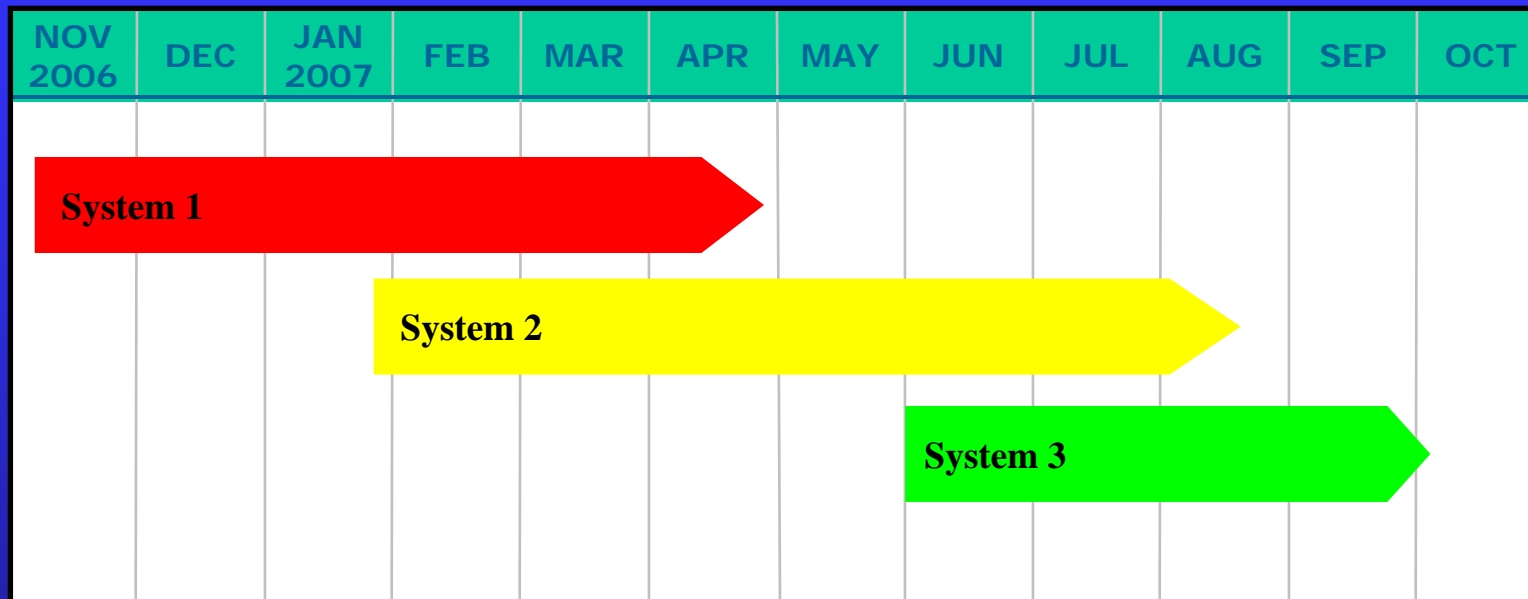 NOV
2006
DEC
JAN
2007
FEB
MAR
APR
MAY
JUN
JUL
AUG
SEP
OCT
System 1
System 2
System 3